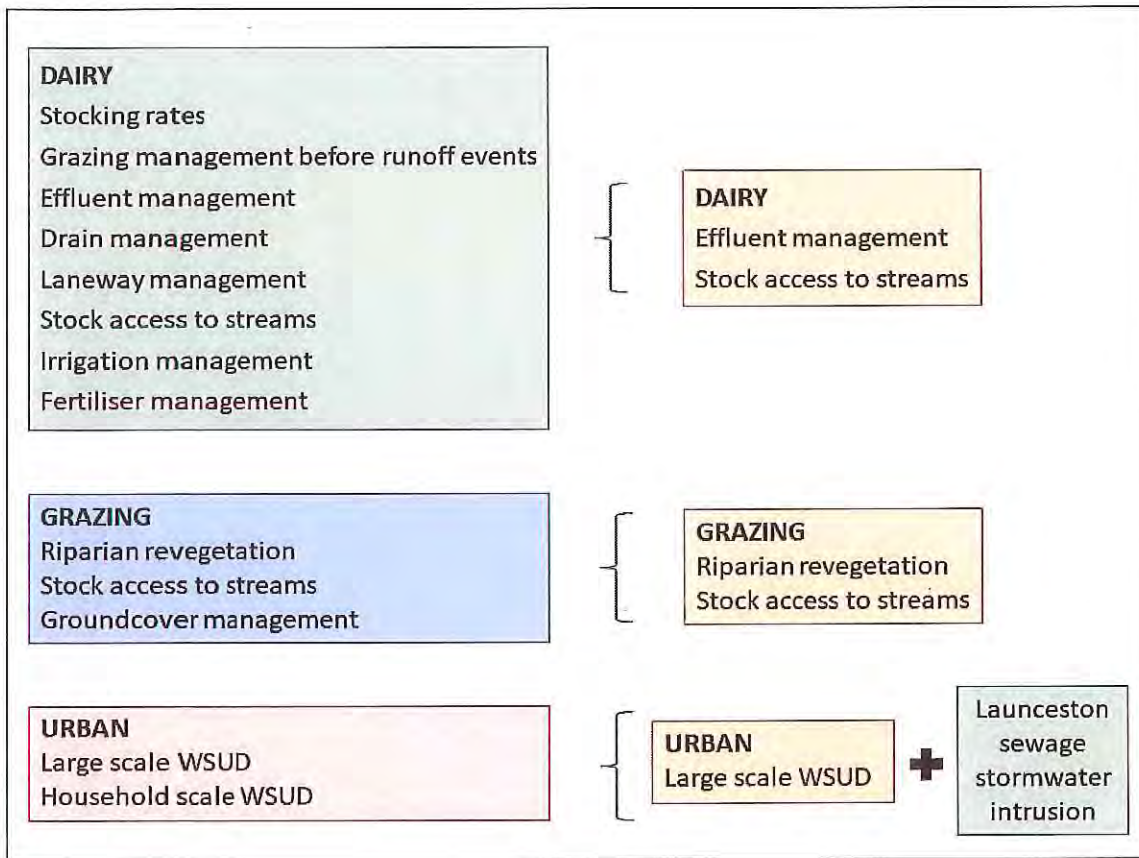 DAIRY
Stocking rates
Grazing management before runoff events
Effluent management
Drain management
Laneway management
Stock access to streams
Irrigation management
Fertiliser management
DAIRY
Effluent management
Stock access to streams
GRAZING
Riparian revegetation
Stock access to streams
Groundcover management
GRAZING
Riparian revegetation
Stock access to streams
URBAN
Large scale WSUD
Household scale WSUD
URBAN
Large scale WSUD
Launceston
sewage
stormwater
intrusion